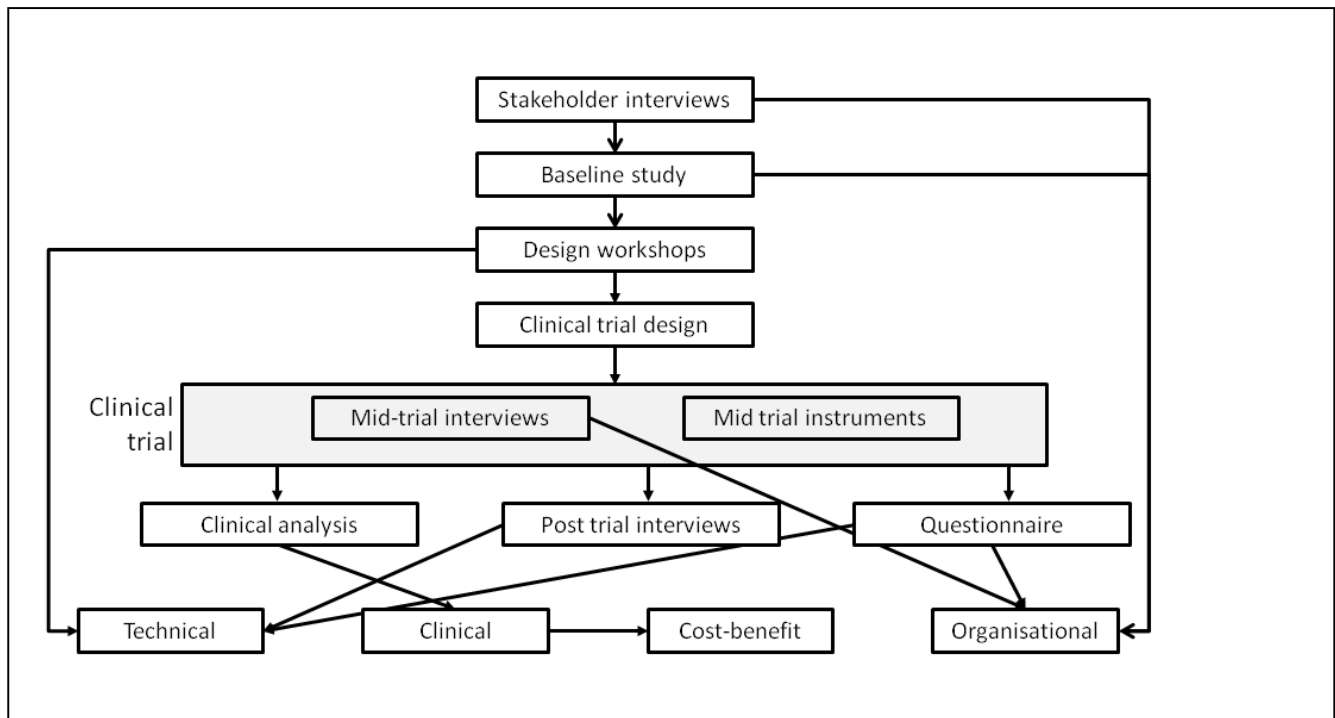 Stakeholder interviews
Baseline study
Design workshops
Clinical trial design
Clinical
trial
Mid-trial interviews
Mid trial instruments
Clinical analysis
Post trial interviews
Questionnaire
Technical
Clinical
Cost-benefit
Organisational